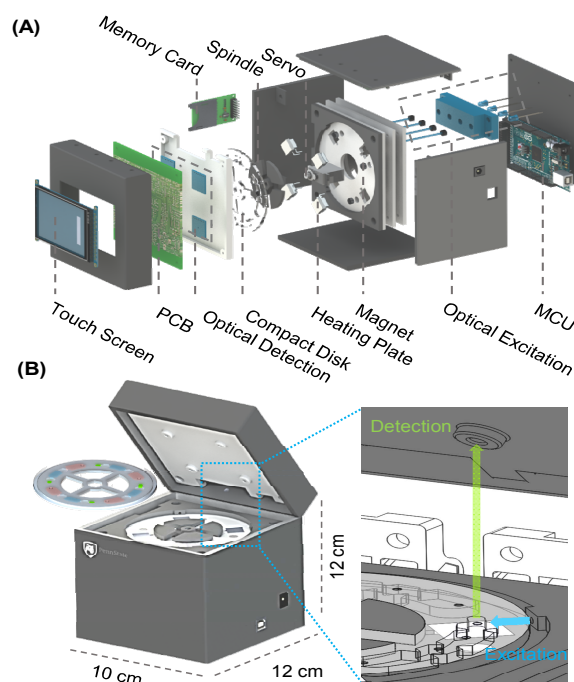 (A)
Memory Card
Spindle
Servo
Touch Screen
PCB
Optical Detection
Compact Disk
Heating Plate
Magnet
Optical Excitation
MCU
(B)
Detection
12 cm
Excitation
10 cm
12 cm